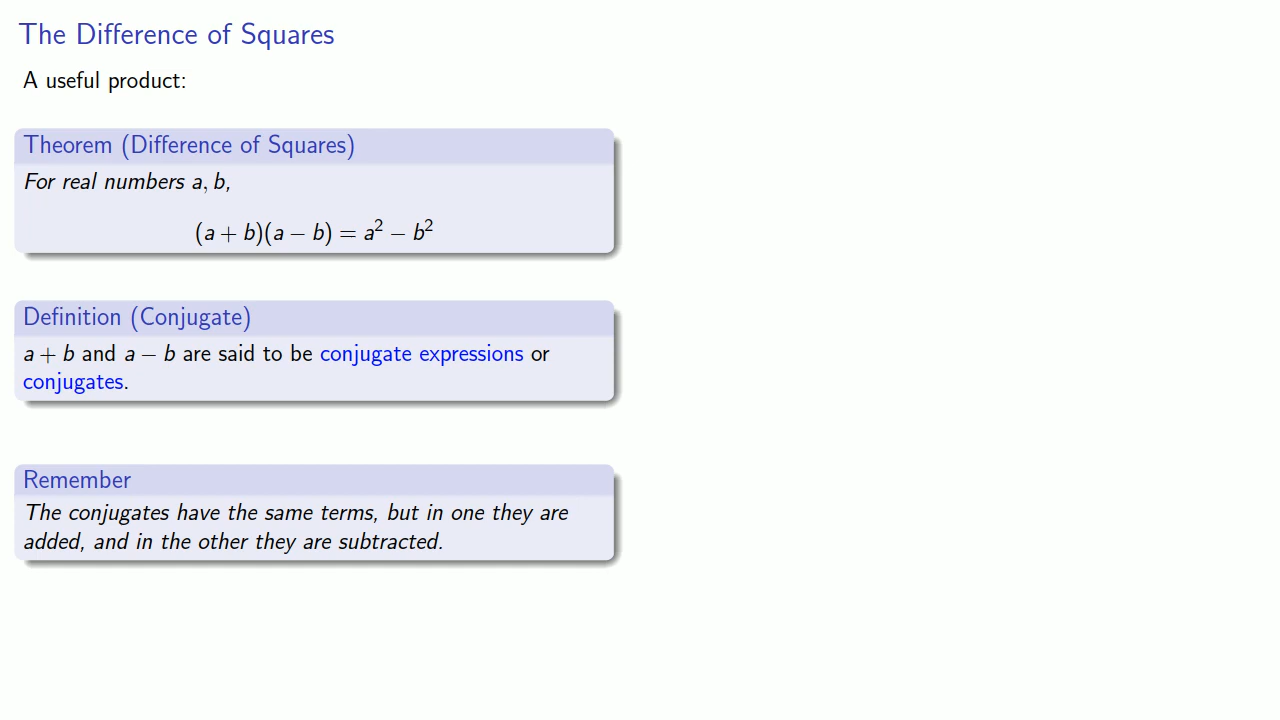 The Difference of Squares
A useful product:
Theorem (Difference of Squares)
For real numbers a, b,
(a + b)(a − b) = a² − b²
Definition (Conjugate)
a + b and a − b are said to be conjugate expressions or
conjugates.
Remember
The conjugates have the same terms, but in one they are
added, and in the other they are subtracted.